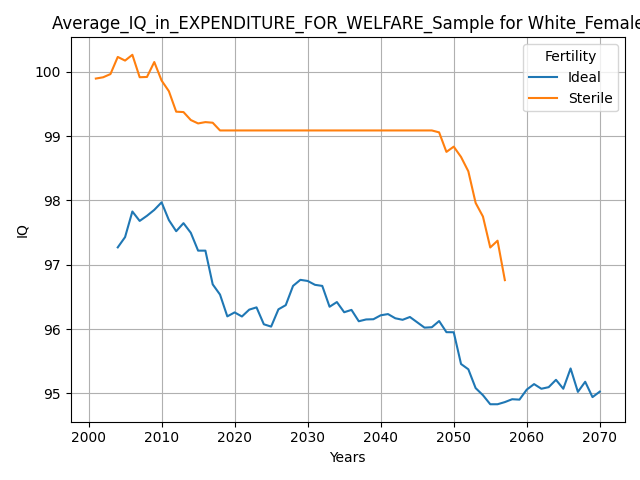 Average_IQ_in_EXPENDITURE_FOR_WELFARE_Sample for White_Female
Fertility
Ideal
Sterile
100
99
98
97
96
95
IQ
2000 2010 2020 2030 2040 2050 2060 2070
Years